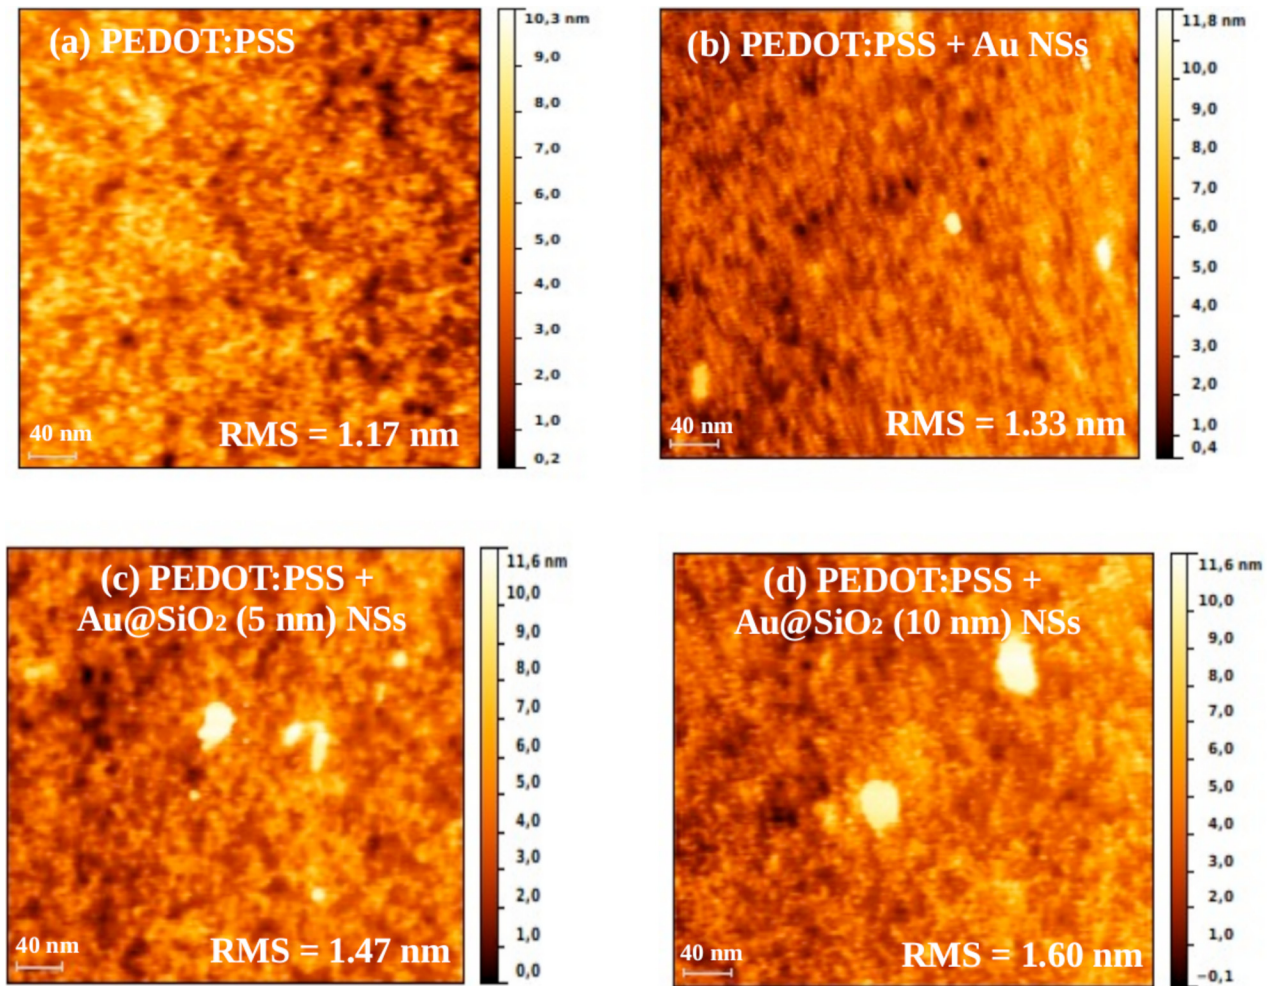 (a) PEDOT:PSS
10,3 nm
9,0
8,0
7,0
6,0
5,0
4,0
3,0
2,0
1,0
0,2
40 nm
RMS = 1.17 nm
(b) PEDOT:PSS + Au NSs
11,8 nm
10,0
9,0
8,0
7,0
6,0
5,0
4,0
3,0
2,0
1,0
0,4
40 nm
RMS = 1.33 nm
(c) PEDOT:PSS +
Au@SiO₂ (5 nm) NSs
11,6 nm
10,0
9,0
8,0
7,0
6,0
5,0
4,0
3,0
2,0
1,0
0,0
40 nm
RMS = 1.47 nm
(d) PEDOT:PSS +
Au@SiO₂ (10 nm) NSs
11,6 nm
10,0
9,0
8,0
7,0
6,0
5,0
4,0
3,0
2,0
1,0
−0,1
40 nm
RMS = 1.60 nm